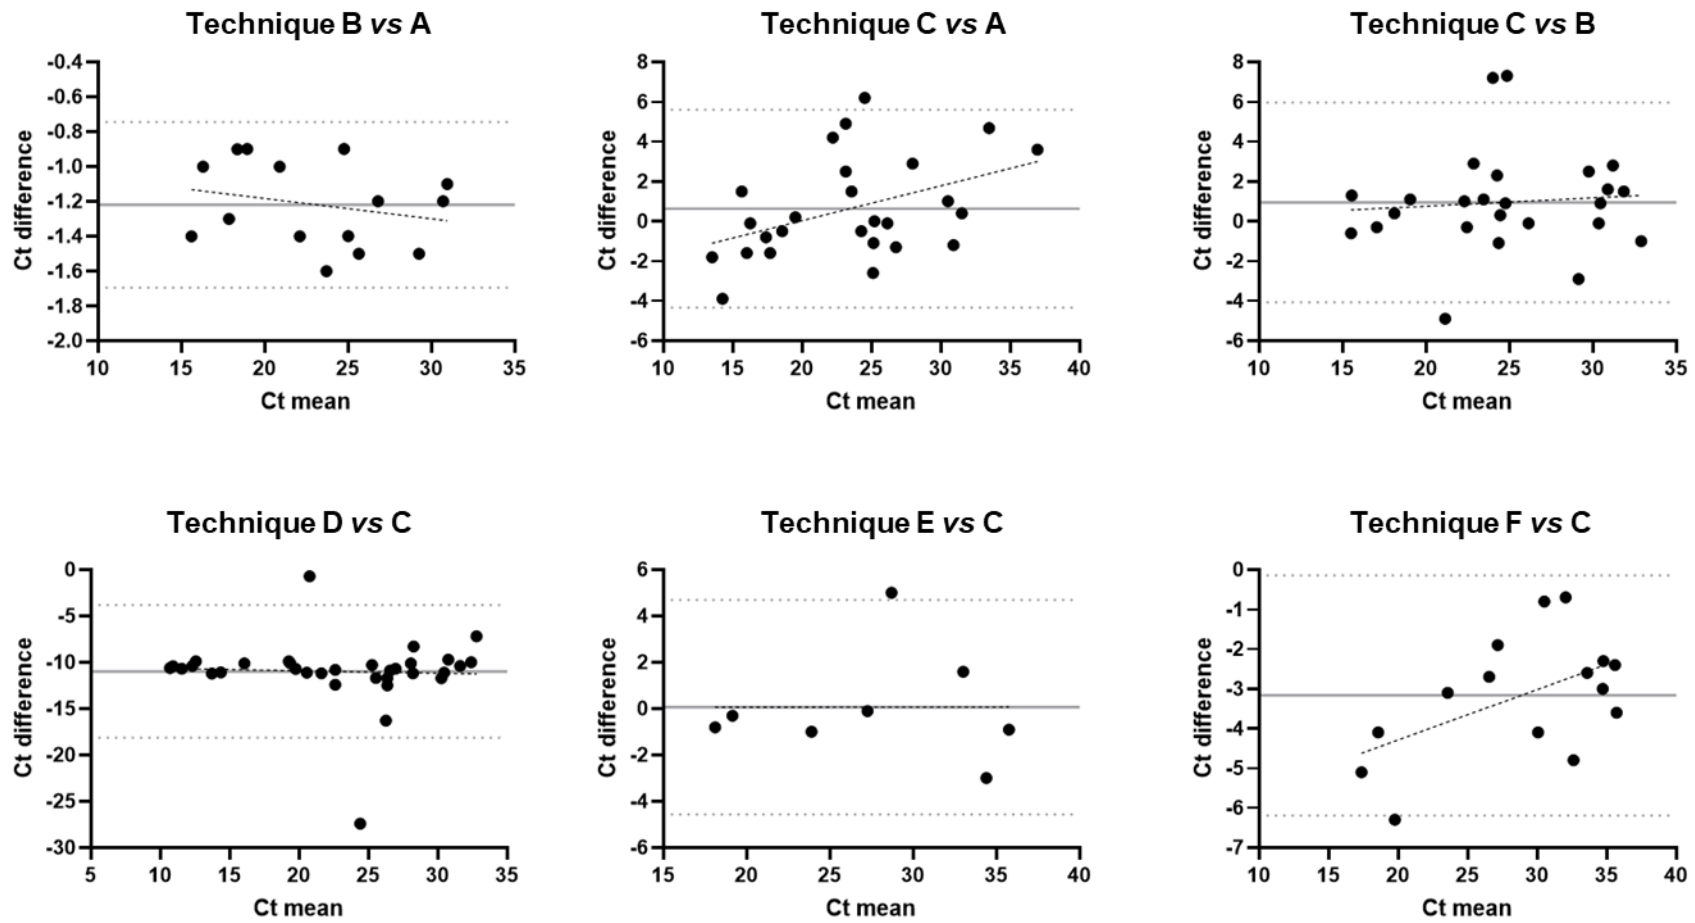 Technique B vs A
Technique C vs A
Technique C vs B
-0.4
-0.6
-0.8
-1.0
-1.2
-1.4
-1.6
-1.8
-2.0
Ct difference
10 15 20 25 30 35
Ct mean
8
6
4
2
0
-2
-4
-6
Ct difference
10 15 20 25 30 35 40
Ct mean
8
6
4
2
0
-2
-4
-6
Ct difference
10 15 20 25 30 35
Ct mean
Technique D vs C
Technique E vs C
Technique F vs C
0
-5
-10
-15
-20
-25
-30
Ct difference
5 10 15 20 25 30 35
Ct mean
6
4
2
0
-2
-4
-6
Ct difference
15 20 25 30 35 40
Ct mean
0
-1
-2
-3
-4
-5
-6
-7
Ct difference
10 15 20 25 30 35 40
Ct mean